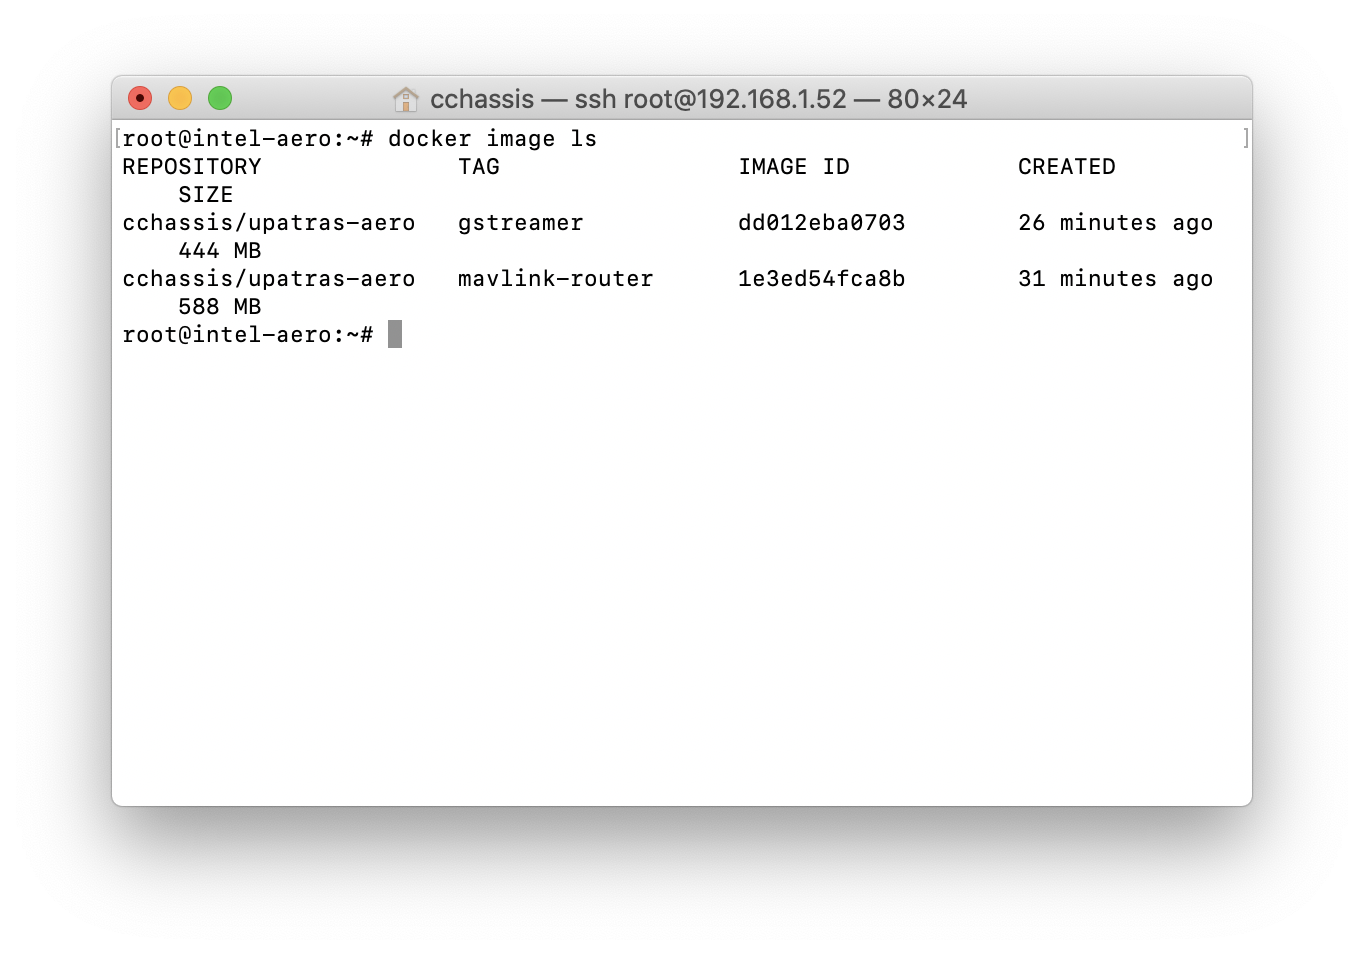 cchassis — ssh root@192.168.1.52 — 80×24
[root@intel-aero:~# docker image ls ]
REPOSITORY TAG IMAGE ID CREATED
SIZE
cchassis/upatras-aero gstreamer dd012eba0703 26 minutes ago
444 MB
cchassis/upatras-aero mavlink-router 1e3ed54fca8b 31 minutes ago
588 MB
root@intel-aero:~#